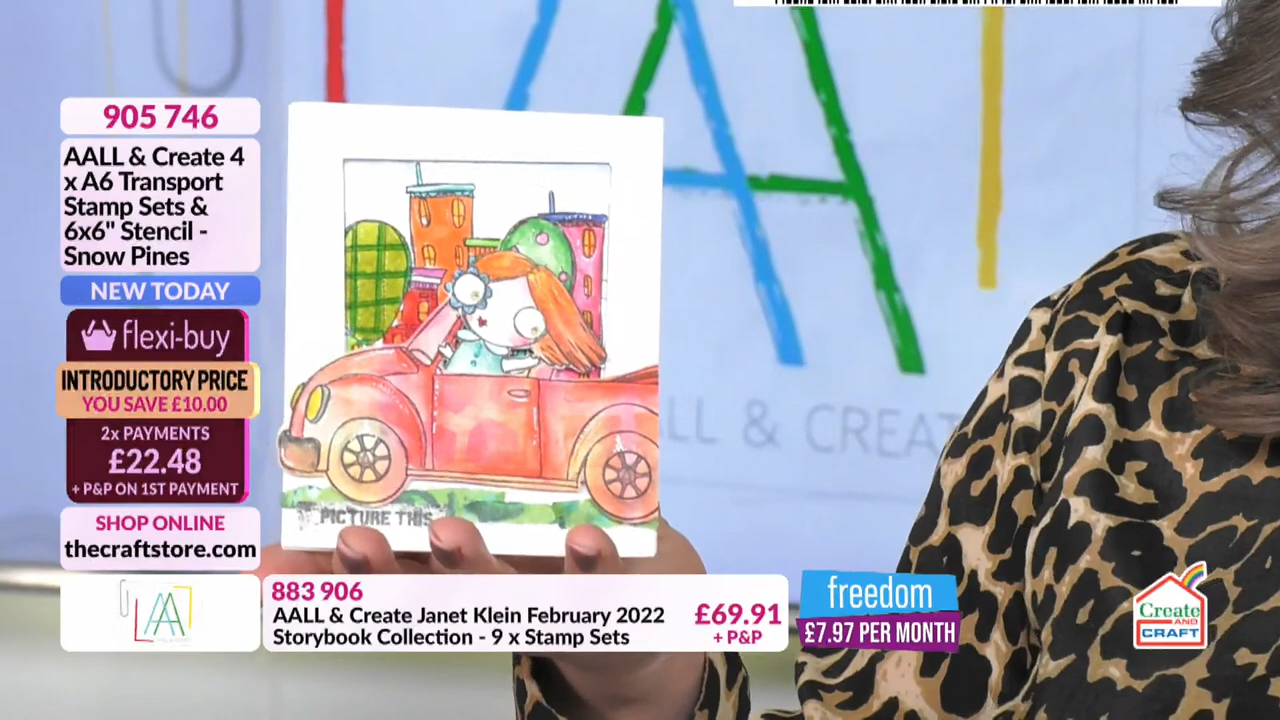 905 746
AALL & Create 4
x A6 Transport
Stamp Sets &
6x6" Stencil -
Snow Pines
NEW TODAY
flexi-buy
INTRODUCTORY PRICE
YOU SAVE £10.00
2x PAYMENTS
£22.48
+ P&P ON 1ST PAYMENT
SHOP ONLINE
thecraftstore.com
PICTURE THIS
ALL & CREAT
883 906
AALL & Create Janet Klein February 2022
Storybook Collection - 9 x Stamp Sets
£69.91
+ P&P
freedom
£7.97 PER MONTH
Create
AND
CRAFT